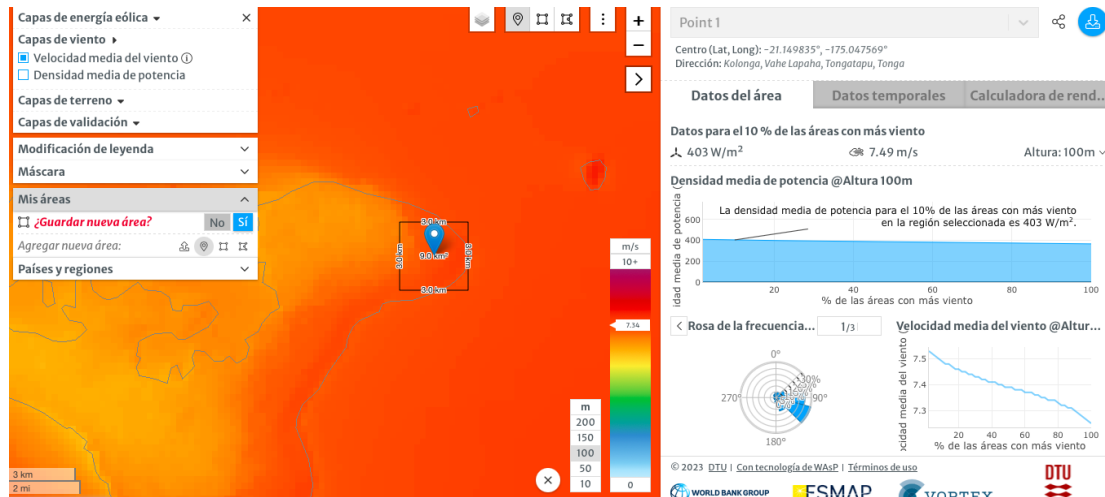 Capas de energía eólica
Capas de viento
Velocidad media del viento
Densidad media de potencia
Capas de terreno
Capas de validación
Modificación de leyenda
Máscara
Mis áreas
¿Guardar nueva área? No Sí
Agregar nueva área:
Países y regiones
3.0 km
3.0 km
9.0 km²
3.0 km
3.0 km
m/s
10+
7.34
0
m
200
150
100
50
10
3 km
2 mi
Point 1
Centro (Lat, Long): -21.149835°, -175.047569°
Dirección: Kolonga, Vahe Lapaha, Tongatapu, Tonga
Datos del área Datos temporales Calculadora de rend..
Datos para el 10 % de las áreas con más viento
403 W/m² 7.49 m/s Altura: 100m
Densidad media de potencia @Altura 100m
La densidad media de potencia para el 10% de las áreas con más viento
en la región seleccionada es 403 W/m².
idad media de potencia (
600
400
200
0
20 40 60 80 100
% de las áreas con más viento
Rosa de la frecuencia... 1/3 Velocidad media del viento @Altur...
0°
30%
270° 90°
180°
ocidad media del viento
7.5
7.4
7.3
20 40 60 80 100
% de las áreas con más viento
© 2023 DTU | Con tecnología de WAsP | Términos de uso
DTU
WORLD BANK GROUP ESMAP VORTEX